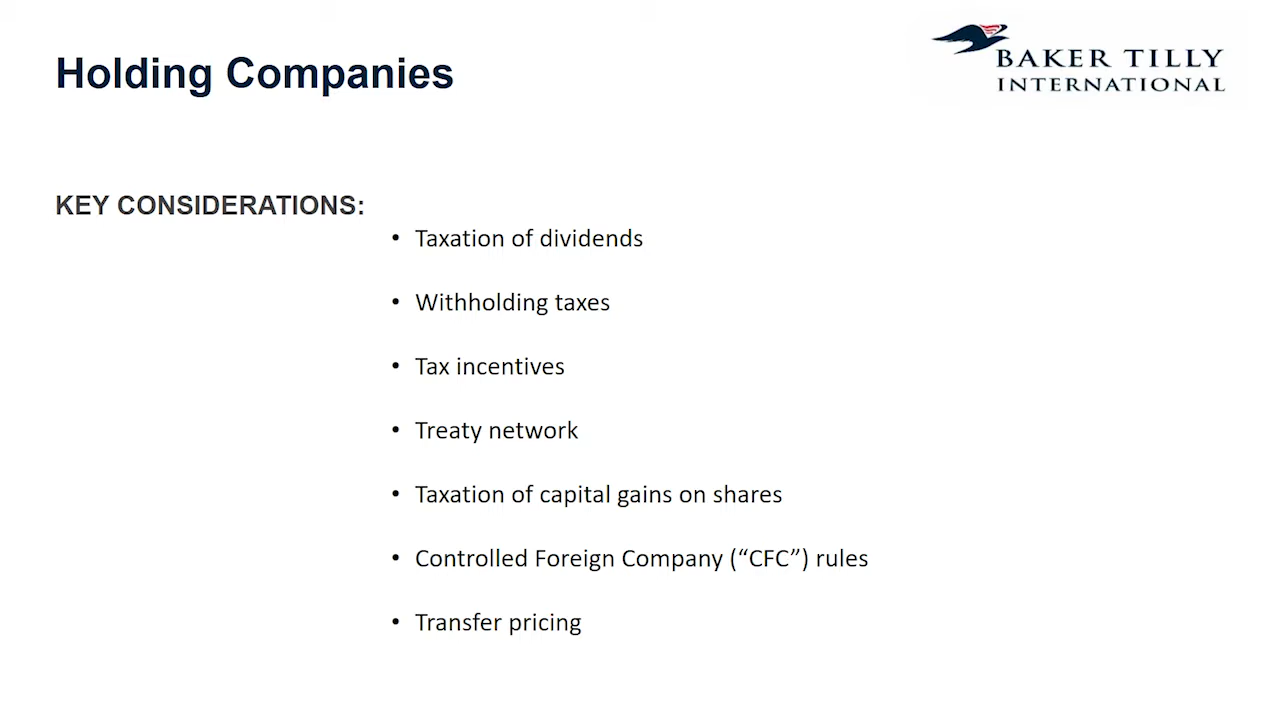 Holding Companies
BAKER TILLY
INTERNATIONAL
KEY CONSIDERATIONS:
• Taxation of dividends
• Withholding taxes
• Tax incentives
• Treaty network
• Taxation of capital gains on shares
• Controlled Foreign Company (“CFC”) rules
• Transfer pricing